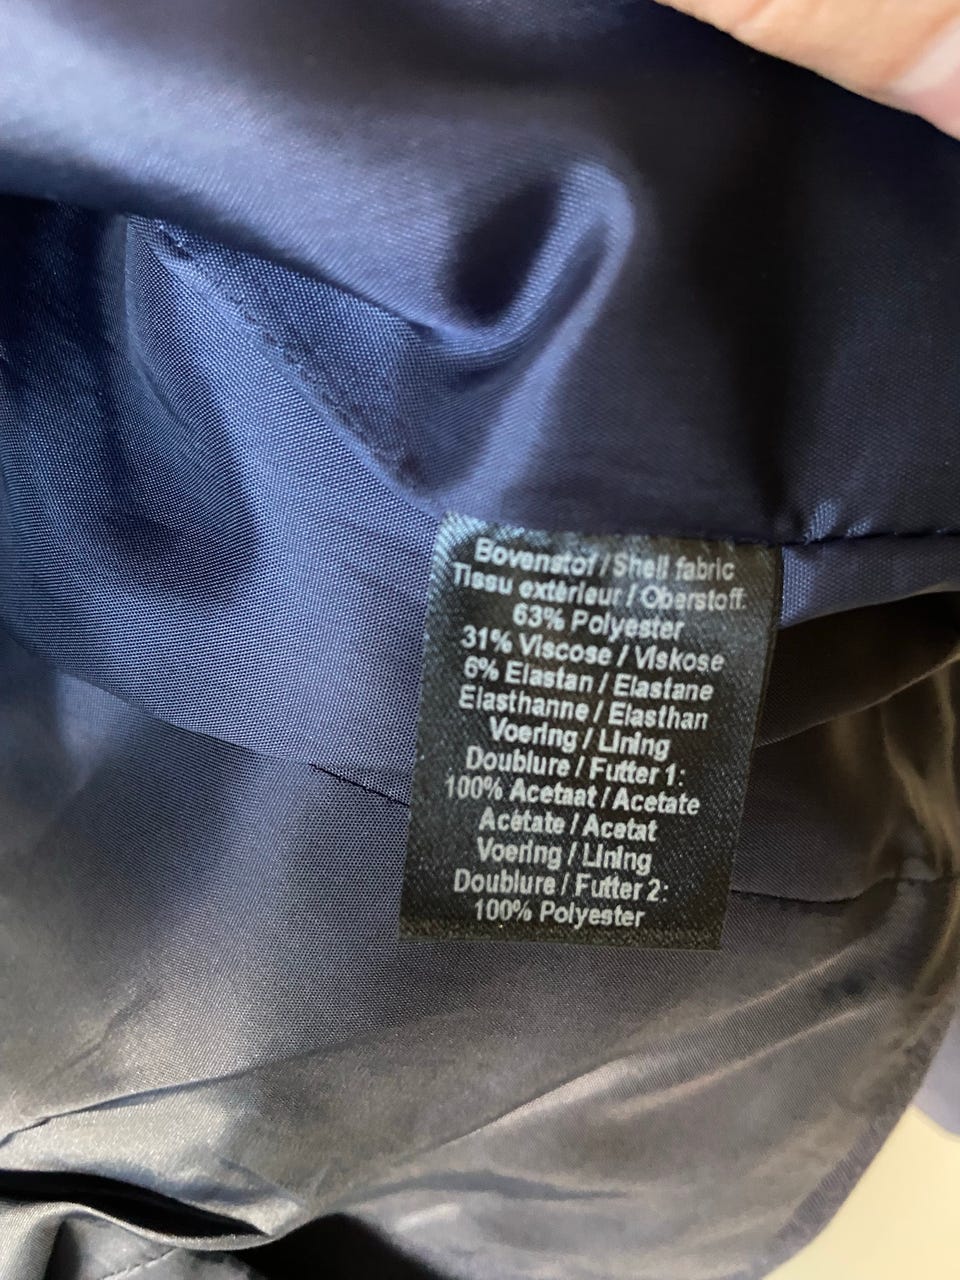 Bovenstof / Shell fabric
Tissu extérieur / Oberstoff:
63% Polyester
31% Viscose / Viskose
6% Elastan / Elastane
Elasthanne / Elasthan
Voering / Lining
Doublure / Futter 1:
100% Acetaat / Acetate
Acétate / Acetat
Voering / Lining
Doublure / Futter 2:
100% Polyester